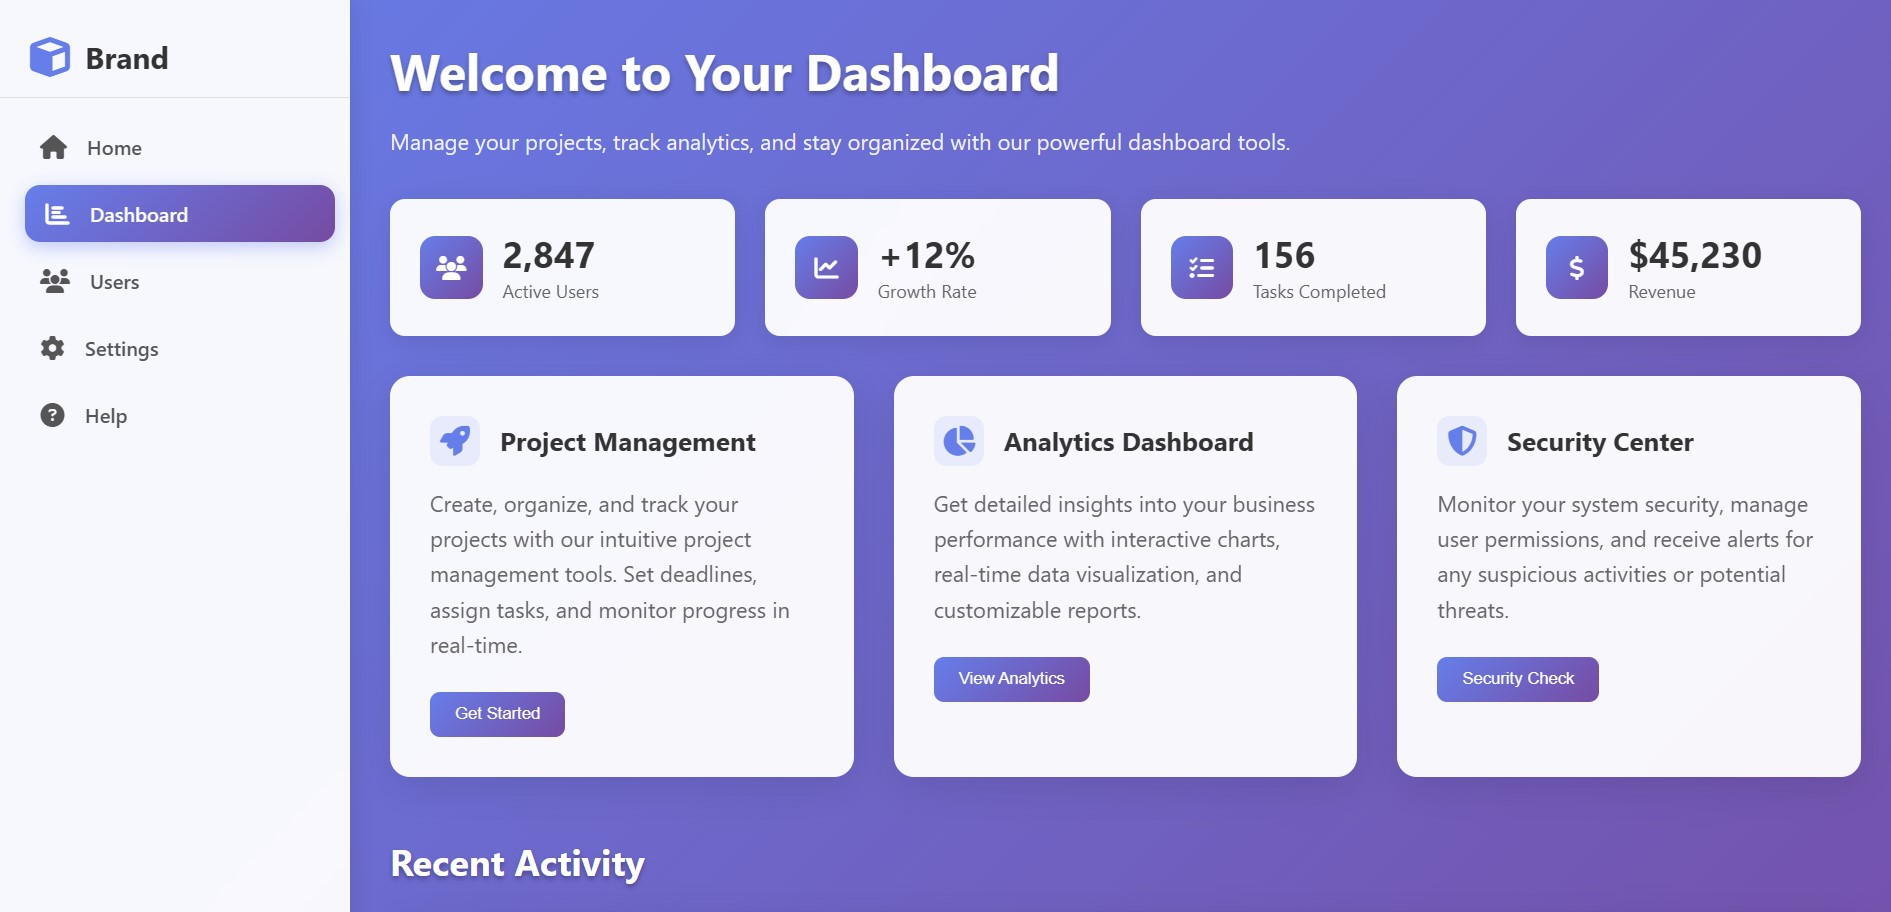 Brand
Home
Dashboard
Users
Settings
Help
Welcome to Your Dashboard
Manage your projects, track analytics, and stay organized with our powerful dashboard tools.
2,847
Active Users
+12%
Growth Rate
156
Tasks Completed
$45,230
Revenue
Project Management
Create, organize, and track your
projects with our intuitive project
management tools. Set deadlines,
assign tasks, and monitor progress in
real-time.
Get Started
Analytics Dashboard
Get detailed insights into your business
performance with interactive charts,
real-time data visualization, and
customizable reports.
View Analytics
Security Center
Monitor your system security, manage
user permissions, and receive alerts for
any suspicious activities or potential
threats.
Security Check
Recent Activity